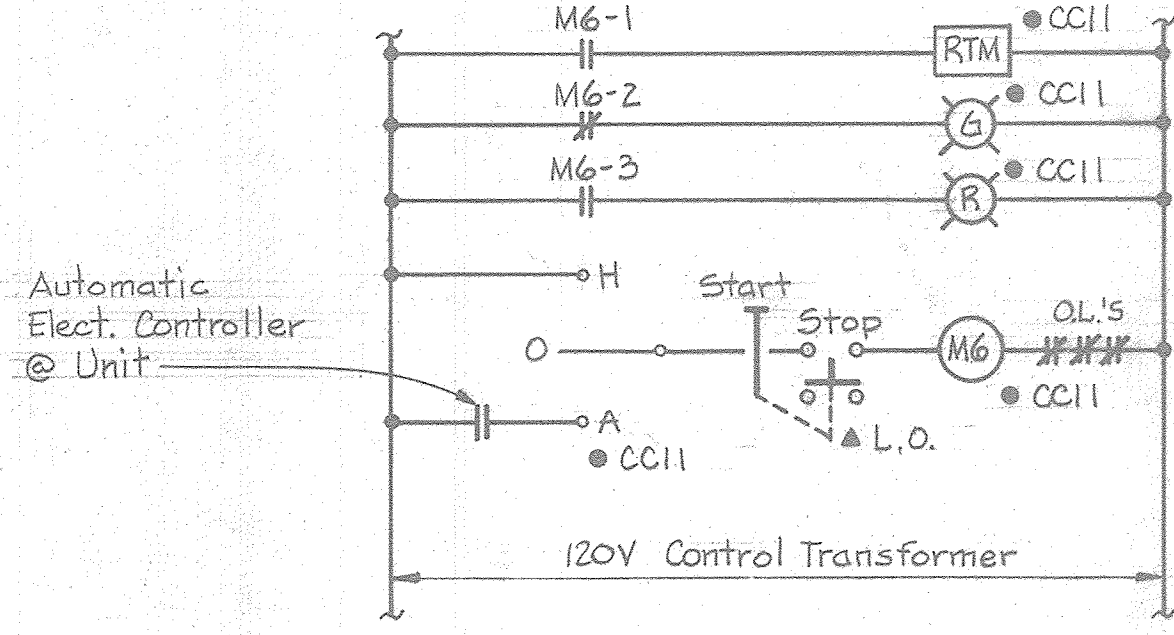 M6-1
CC11
RTM
M6-2
CC11
G
M6-3
CC11
R
H
Automatic
Elect. Controller
@ Unit
Start
Stop
O.L.'s
O
M6
CC11
A
CC11
L.O.
120V Control Transformer